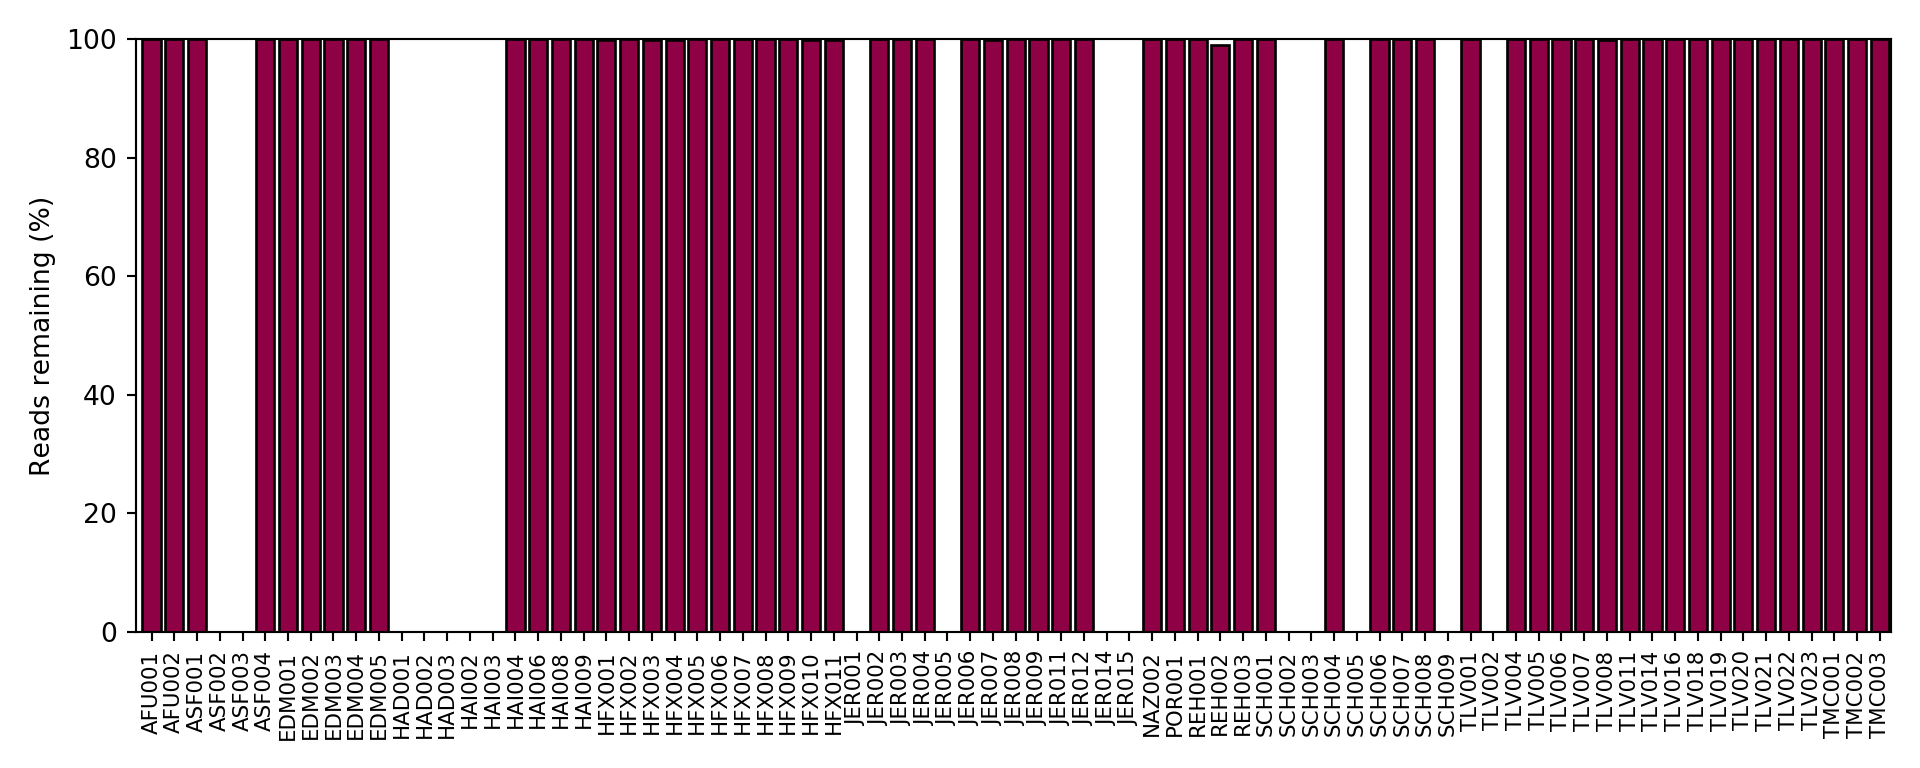 100
80
60
40
20
0
Reads remaining (%)
AFU001
AFU002
ASF001
ASF002
ASF003
ASF004
EDM001
EDM002
EDM003
EDM004
EDM005
HAD001
HAD002
HAD003
HAI002
HAI003
HAI004
HAI006
HAI008
HAI009
HFX001
HFX002
HFX003
HFX004
HFX005
HFX006
HFX007
HFX008
HFX009
HFX010
HFX011
JER001
JER002
JER003
JER004
JER005
JER006
JER007
JER008
JER009
JER011
JER012
JER014
JER015
NAZ002
POR001
REH001
REH002
REH003
SCH001
SCH002
SCH003
SCH004
SCH005
SCH006
SCH007
SCH008
SCH009
TLV001
TLV002
TLV004
TLV005
TLV006
TLV007
TLV008
TLV011
TLV014
TLV016
TLV018
TLV019
TLV020
TLV021
TLV022
TLV023
TMC001
TMC002
TMC003